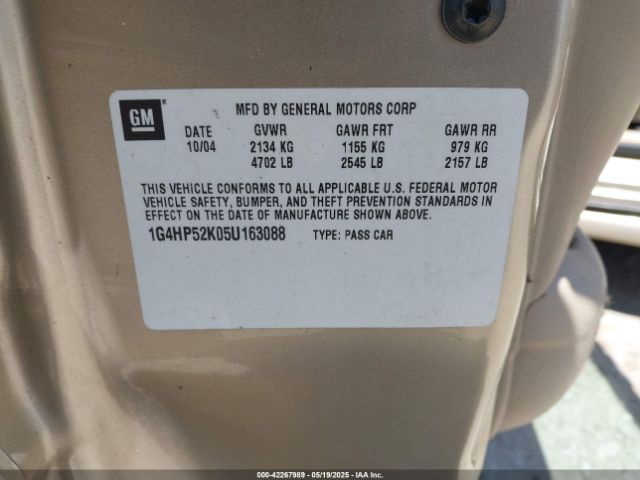 GM ®
MFD BY GENERAL MOTORS CORP
DATE GVWR GAWR FRT GAWR RR
10/04 2134 KG 1155 KG 979 KG
4702 LB 2545 LB 2157 LB
THIS VEHICLE CONFORMS TO ALL APPLICABLE U.S. FEDERAL MOTOR
VEHICLE SAFETY, BUMPER, AND THEFT PREVENTION STANDARDS IN
EFFECT ON THE DATE OF MANUFACTURE SHOWN ABOVE.
1G4HP52K05U163088 TYPE: PASS CAR
000-42267989 - 05/19/2025 - IAA Inc.